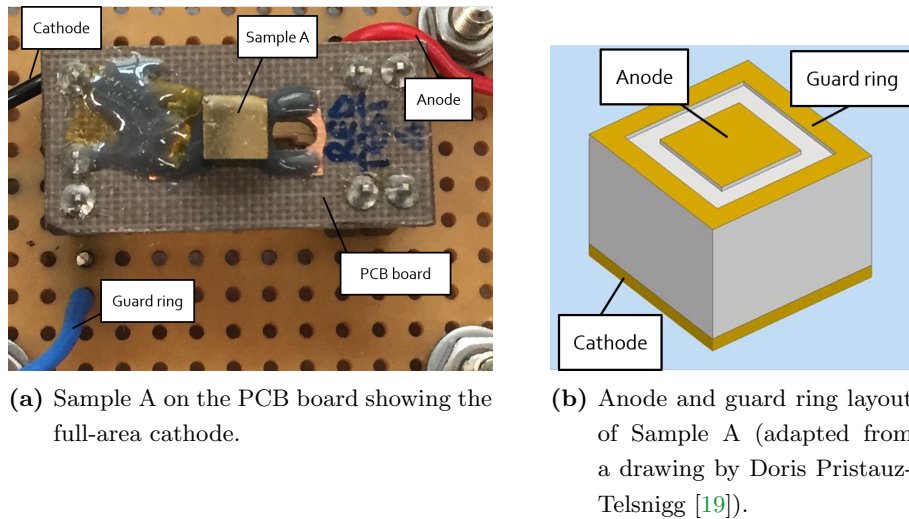 Cathode
Sample A
Anode
RED
PCB board
Guard ring
(a) Sample A on the PCB board showing the
full-area cathode.
Anode
Guard ring
Cathode
(b) Anode and guard ring layout
of Sample A (adapted from
a drawing by Doris Pristauz-
Telsnigg [19]).